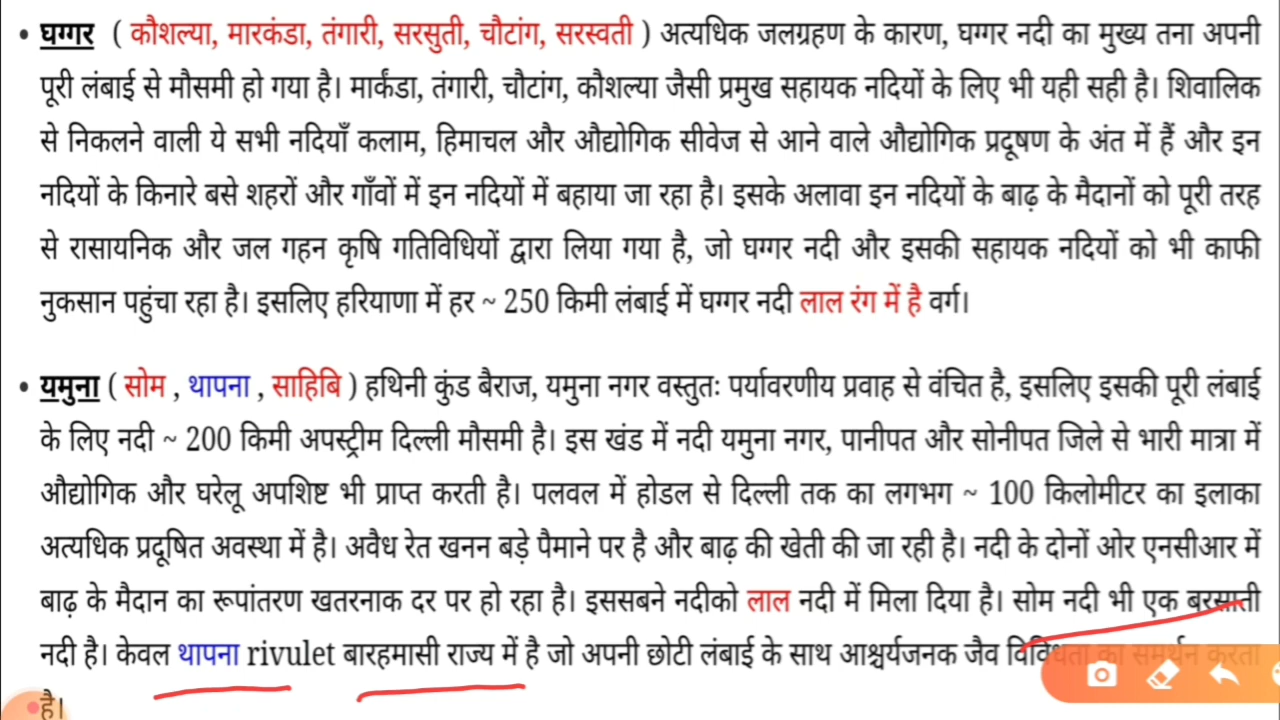 • घग्गर ( कौशल्या, मारकंडा, तंगारी, सरसुती, चौटांग, सरस्वती ) अत्यधिक जलग्रहण के कारण, घग्गर नदी का मुख्य तना अपनी
पूरी लंबाई से मौसमी हो गया है। मार्कंडा, तंगारी, चौटांग, कौशल्या जैसी प्रमुख सहायक नदियों के लिए भी यही सही है। शिवालिक
से निकलने वाली ये सभी नदियाँ कलाम, हिमाचल और औद्योगिक सीवेज से आने वाले औद्योगिक प्रदूषण के अंत में हैं और इन
नदियों के किनारे बसे शहरों और गाँवों में इन नदियों में बहाया जा रहा है। इसके अलावा इन नदियों के बाढ़ के मैदानों को पूरी तरह
से रासायनिक और जल गहन कृषि गतिविधियों द्वारा लिया गया है, जो घग्गर नदी और इसकी सहायक नदियों को भी काफी
नुकसान पहुंचा रहा है। इसलिए हरियाणा में हर ~ 250 किमी लंबाई में घग्गर नदी लाल रंग में है वर्ग।
• यमुना ( सोम , थापना , साहिबि ) हथिनी कुंड बैराज, यमुना नगर वस्तुतः पर्यावरणीय प्रवाह से वंचित है, इसलिए इसकी पूरी लंबाई
के लिए नदी ~ 200 किमी अपस्ट्रीम दिल्ली मौसमी है। इस खंड में नदी यमुना नगर, पानीपत और सोनीपत जिले से भारी मात्रा में
औद्योगिक और घरेलू अपशिष्ट भी प्राप्त करती है। पलवल में होडल से दिल्ली तक का लगभग ~ 100 किलोमीटर का इलाका
अत्यधिक प्रदूषित अवस्था में है। अवैध रेत खनन बड़े पैमाने पर है और बाढ़ की खेती की जा रही है। नदी के दोनों ओर एनसीआर में
बाढ़ के मैदान का रूपांतरण खतरनाक दर पर हो रहा है। इससबने नदीको लाल नदी में मिला दिया है। सोम नदी भी एक बरसाती
नदी है। केवल थापना rivulet बारहमासी राज्य में है जो अपनी छोटी लंबाई के साथ आश्चर्यजनक जैव विविधता का समर्थन करता
है।